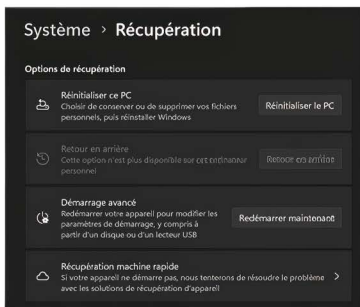 Système > Récupération
Options de récupération
Réinitialiser ce PC
Choisir de conserver ou de supprimer vos fichiers
personnels, puis réinstaller Windows
Réinitialiser le PC
Retour en arrière
Cette option n'est plus disponible sur cet ordinateur
personnel
Retour en arrière
Démarrage avancé
Redémarrer votre appareil pour modifier les
paramètres de démarrage, y compris à
partir d'un disque ou d'un lecteur USB
Redémarrer maintenant
Récupération machine rapide
Si votre appareil ne démarre pas, nous tenterons de résoudre le problème
avec les solutions de récupération d'appareil